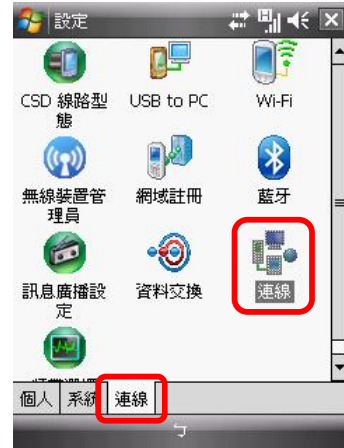 設定
CSD 線路型
態
USB to PC
Wi-Fi
無線裝置管
理員
網域註冊
藍牙
訊息廣播設
定
資料交換
連線
個人
系統
連線